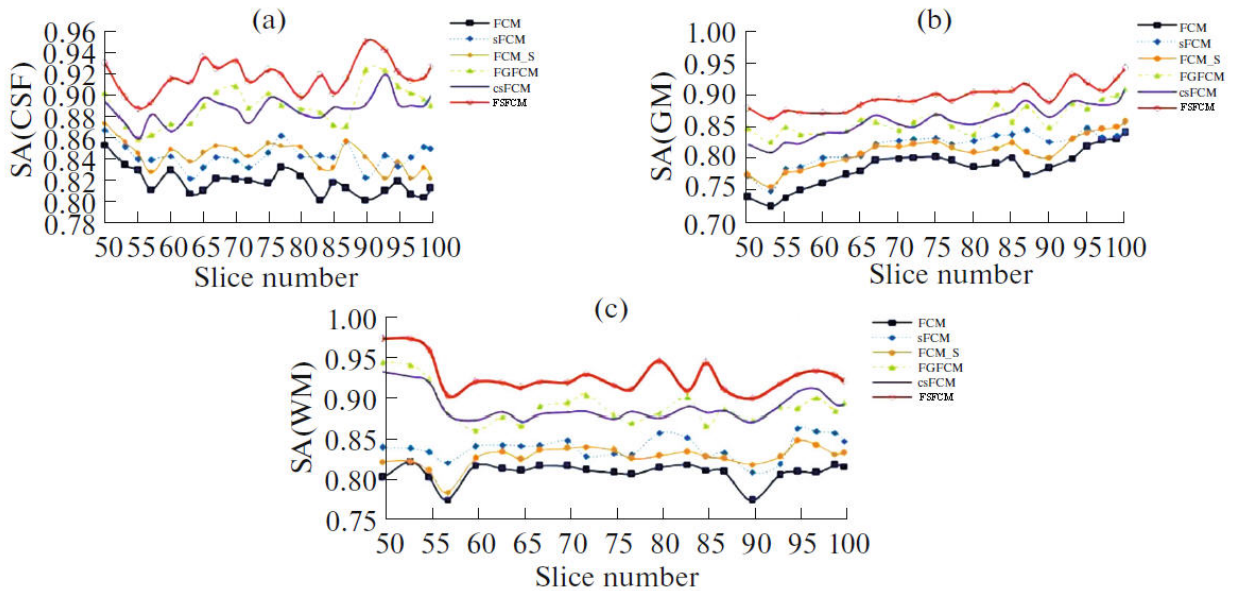 (a)
SA(CSF)
0.96
0.94
0.92
0.90
0.88
0.86
0.84
0.82
0.80
0.78
50 55 60 65 70 75 80 85 90 95 100
Slice number
FCM
sFCM
FCM_S
FGFCM
csFCM
FSFCM
(b)
SA(GM)
1.00
0.95
0.90
0.85
0.80
0.75
0.70
50 55 60 65 70 75 80 85 90 95 100
Slice number
FCM
sFCM
FCM_S
FGFCM
csFCM
FSFCM
(c)
SA(WM)
1.00
0.95
0.90
0.85
0.80
0.75
50 55 60 65 70 75 80 85 90 95 100
Slice number
FCM
sFCM
FCM_S
FGFCM
csFCM
FSFCM